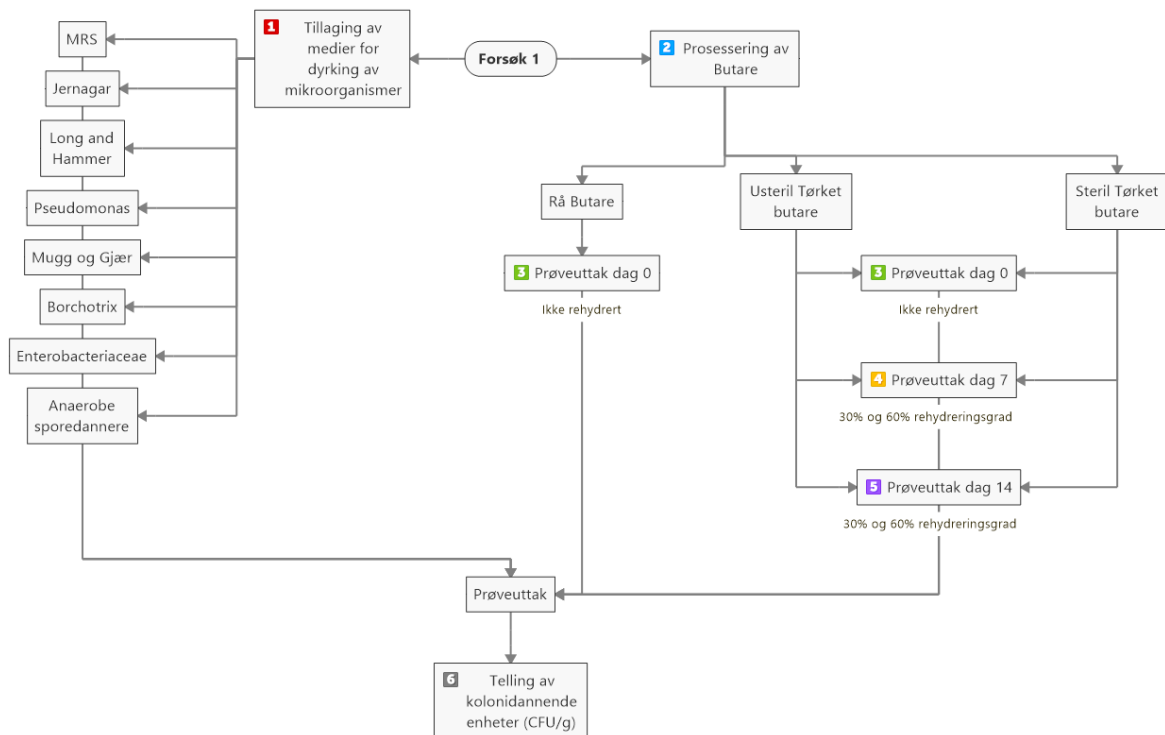 Forsøk 1
1 Tillaging av
medier for
dyrking av
mikroorganismer
MRS
Jernagar
Long and
Hammer
Pseudomonas
Mugg og Gjær
Borchotrix
Enterobacteriaceae
Anaerobe
sporedannere
2 Prosessering av
Butare
Rå Butare
3 Prøveuttak dag 0
Ikke rehydrert
Usteril Tørket
butare
Steril Tørket
butare
3 Prøveuttak dag 0
Ikke rehydrert
4 Prøveuttak dag 7
30% og 60% rehydreringsgrad
5 Prøveuttak dag 14
30% og 60% rehydreringsgrad
Prøveuttak
6 Telling av
kolonidannende
enheter (CFU/g)